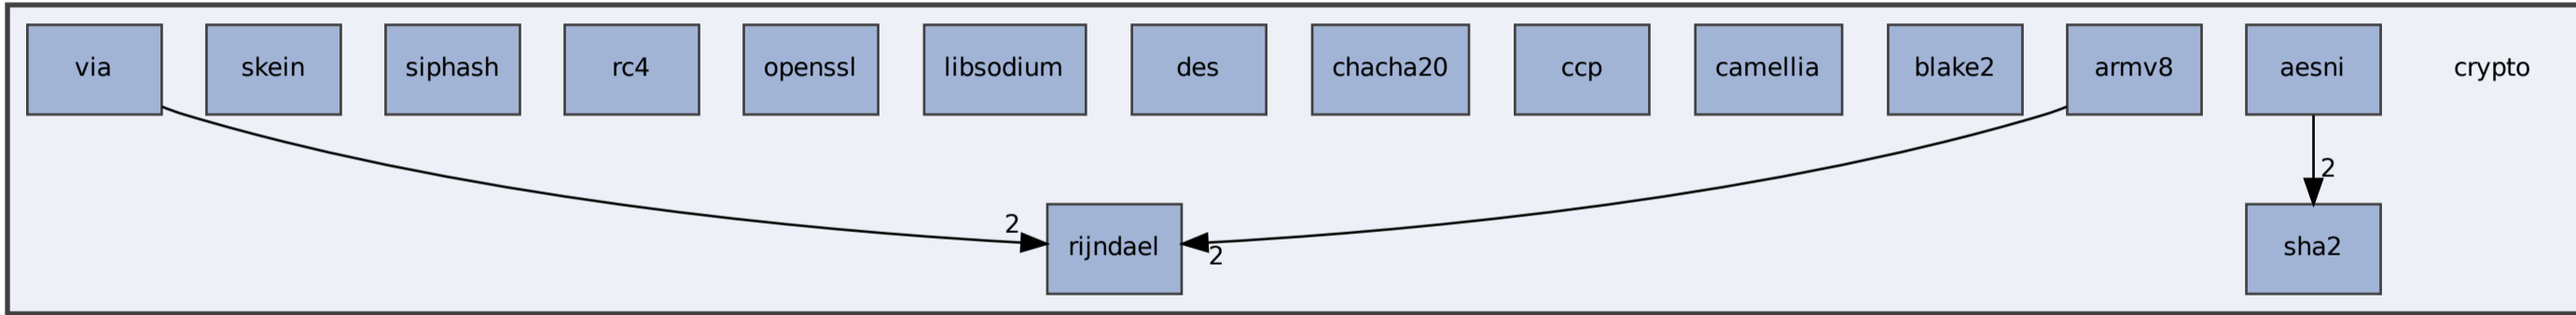 via
skein
siphash
rc4
openssl
libsodium
des
chacha20
ccp
camellia
blake2
armv8
aesni
crypto
2
2
2
rijndael
sha2